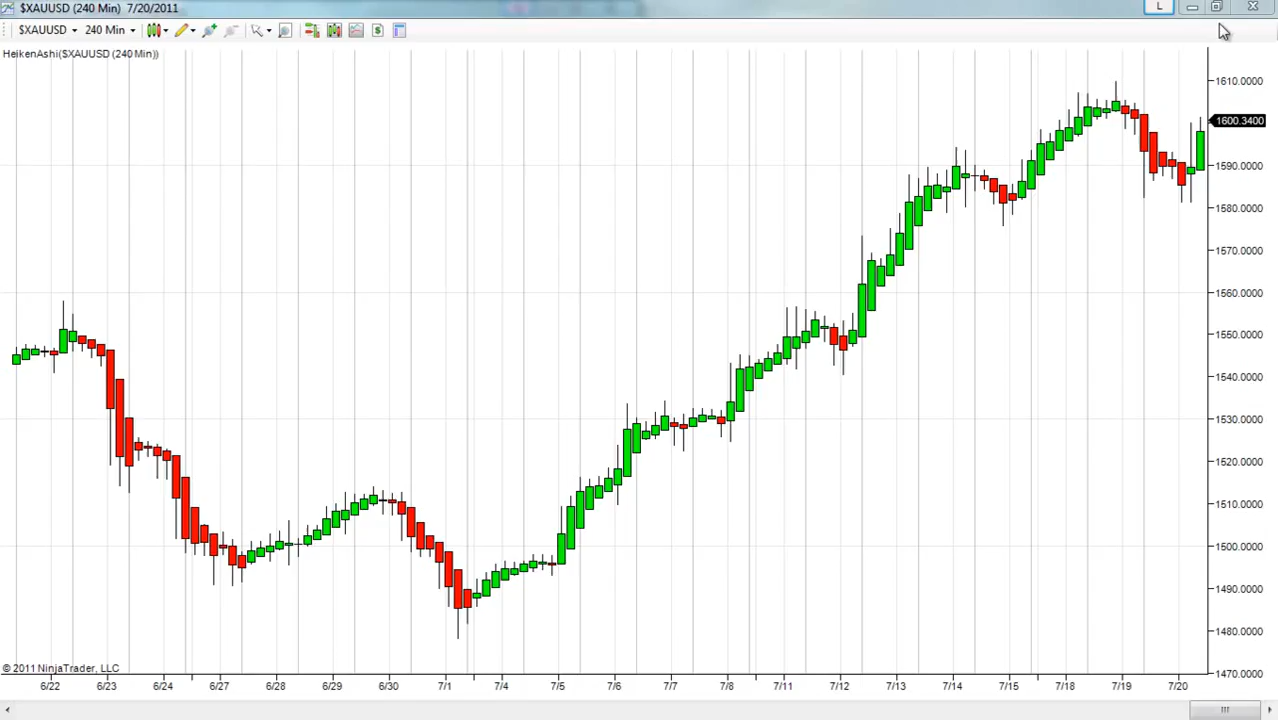 $XAUUSD (240 Min) 7/20/2011
L
$XAUUSD 240 Min
HeikenAshi($XAUUSD (240 Min))
1610.0000
1600.3400
1590.0000
1580.0000
1570.0000
1560.0000
1550.0000
1540.0000
1530.0000
1520.0000
1510.0000
1500.0000
1490.0000
1480.0000
1470.0000
© 2011 NinjaTrader, LLC
6/22 6/23 6/24 6/27 6/28 6/29 6/30 7/1 7/4 7/5 7/6 7/7 7/8 7/11 7/12 7/13 7/14 7/15 7/18 7/19 7/20